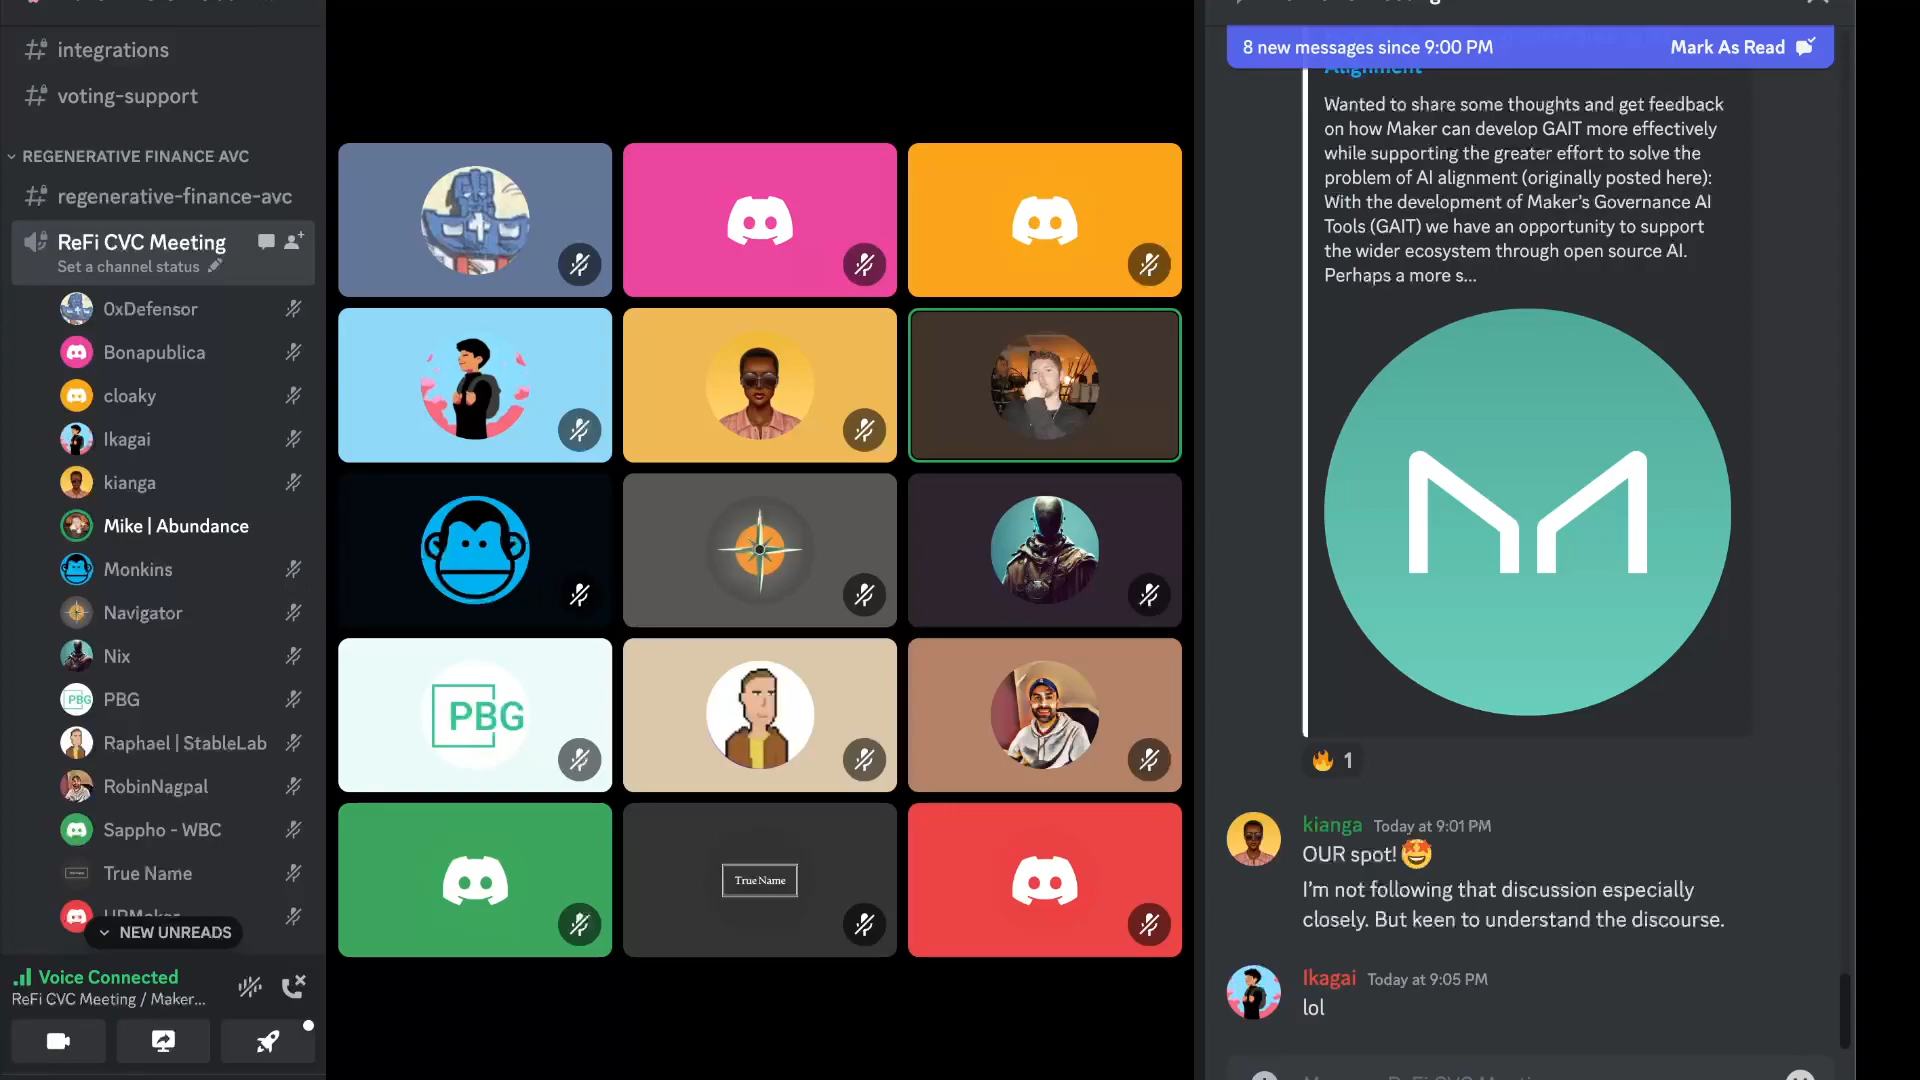 integrations
voting-support
REGENERATIVE FINANCE AVC
regenerative-finance-avc
ReFi CVC Meeting
Set a channel status
0xDefensor
Bonapublica
cloaky
Ikagai
kianga
Mike | Abundance
Monkins
Navigator
Nix
PBG
PBG
Raphael | StableLab
RobinNagpal
Sappho - WBC
True Name
NEW UNREADS
Voice Connected
ReFi CVC Meeting / Maker...
PBG
True Name
8 new messages since 9:00 PM
Mark As Read
Alignment
Wanted to share some thoughts and get feedback
on how Maker can develop GAIT more effectively
while supporting the greater effort to solve the
problem of AI alignment (originally posted here):
With the development of Maker's Governance AI
Tools (GAIT) we have an opportunity to support
the wider ecosystem through open source AI.
Perhaps a more s...
1
kianga Today at 9:01 PM
OUR spot!
I'm not following that discussion especially
closely. But keen to understand the discourse.
Ikagai Today at 9:05 PM
lol